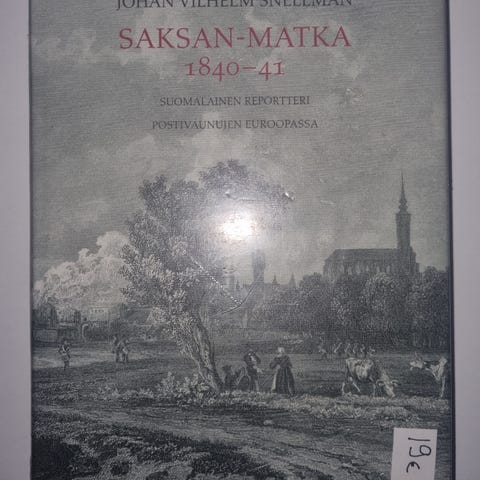 JOHAN VILHELM SNELLMAN
SAKSAN-MATKA
1840–41
SUOMALAINEN REPORTTERI
POSTIVAUNUJEN EUROOPASSA
19€